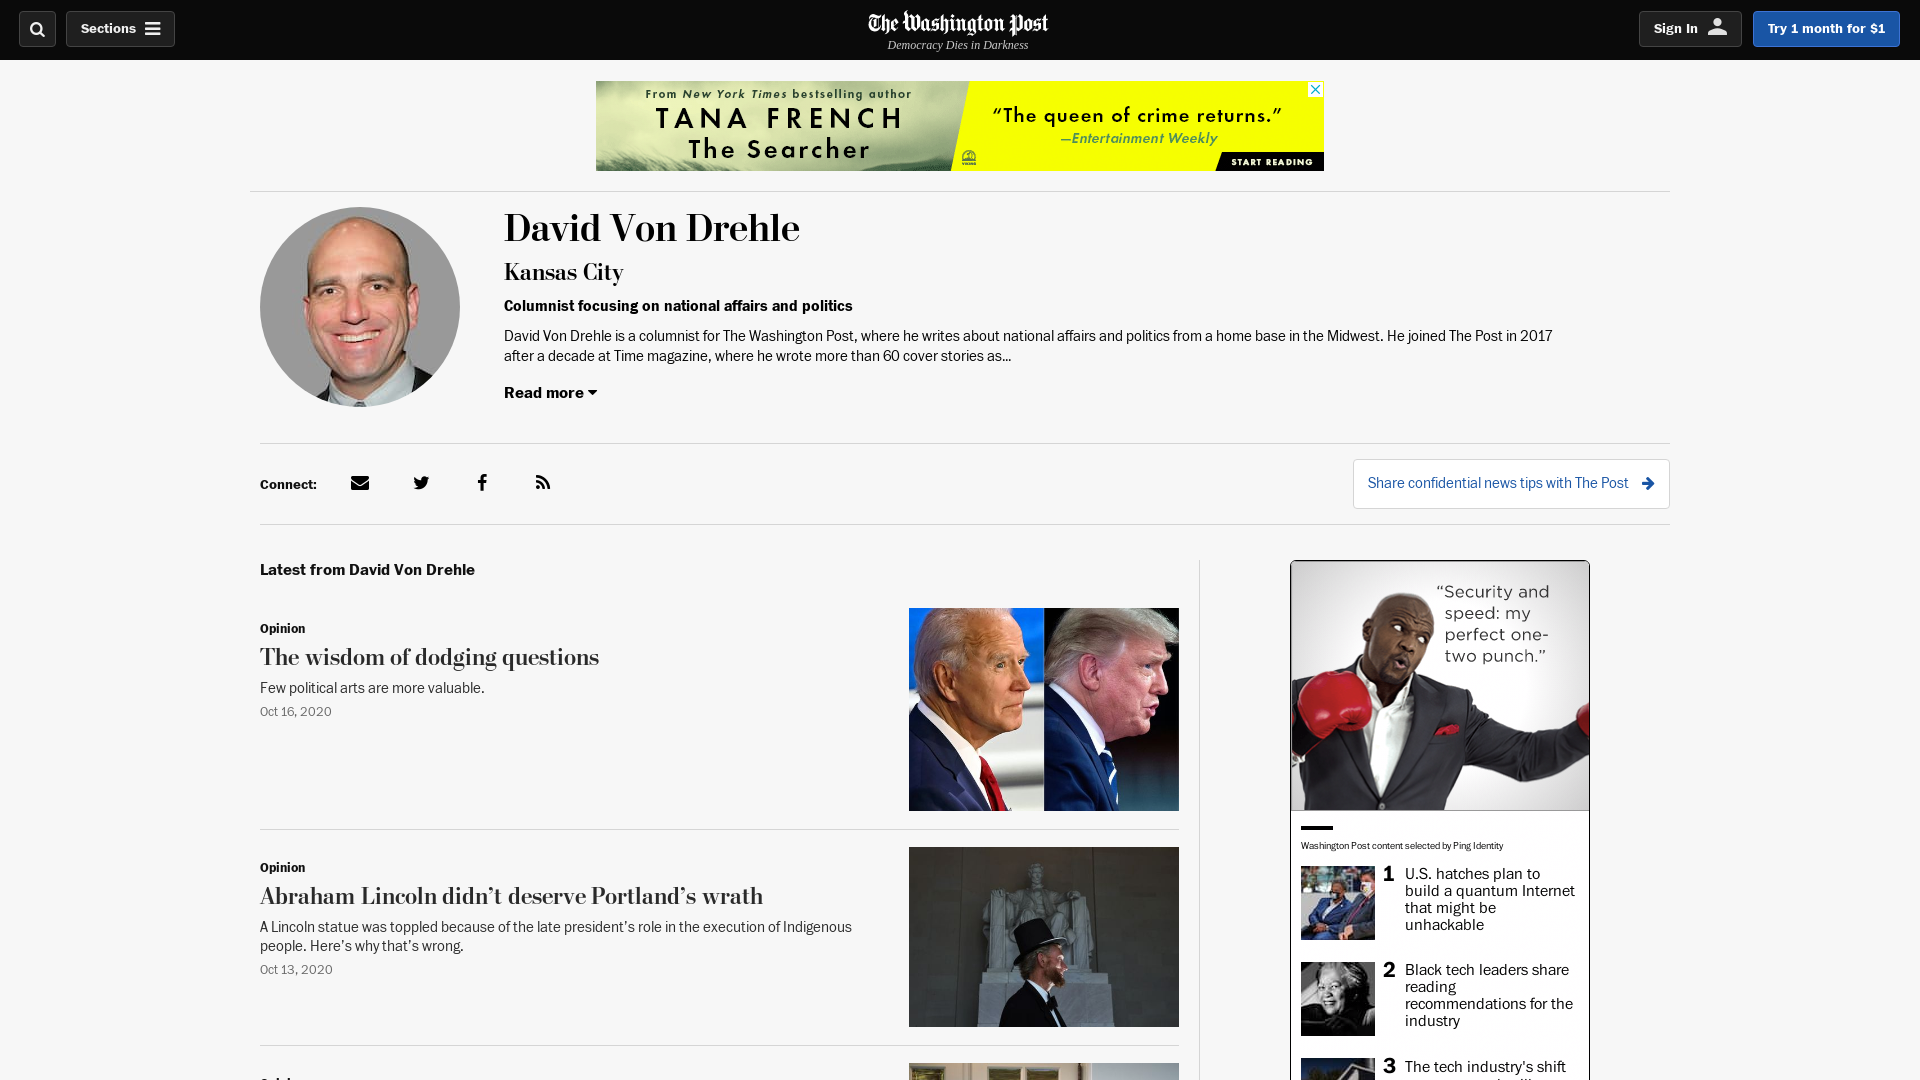 Sections
The Washington Post
Democracy Dies in Darkness
Sign In
Try 1 month for $1
From New York Times bestselling author
TANA FRENCH
The Searcher
“The queen of crime returns.”
—Entertainment Weekly
START READING
David Von Drehle
Kansas City
Columnist focusing on national affairs and politics
David Von Drehle is a columnist for The Washington Post, where he writes about national affairs and politics from a home base in the Midwest. He joined The Post in 2017
after a decade at Time magazine, where he wrote more than 60 cover stories as...
Read more
Connect:
Share confidential news tips with The Post
Latest from David Von Drehle
Opinion
The wisdom of dodging questions
Few political arts are more valuable.
Oct 16, 2020
Opinion
Abraham Lincoln didn’t deserve Portland’s wrath
A Lincoln statue was toppled because of the late president’s role in the execution of Indigenous
people. Here’s why that’s wrong.
Oct 13, 2020
“Security and
speed: my
perfect one-
two punch.”
Washington Post content selected by Ping Identity
1 U.S. hatches plan to
build a quantum Internet
that might be
unhackable
2 Black tech leaders share
reading
recommendations for the
industry
3 The tech industry's shift